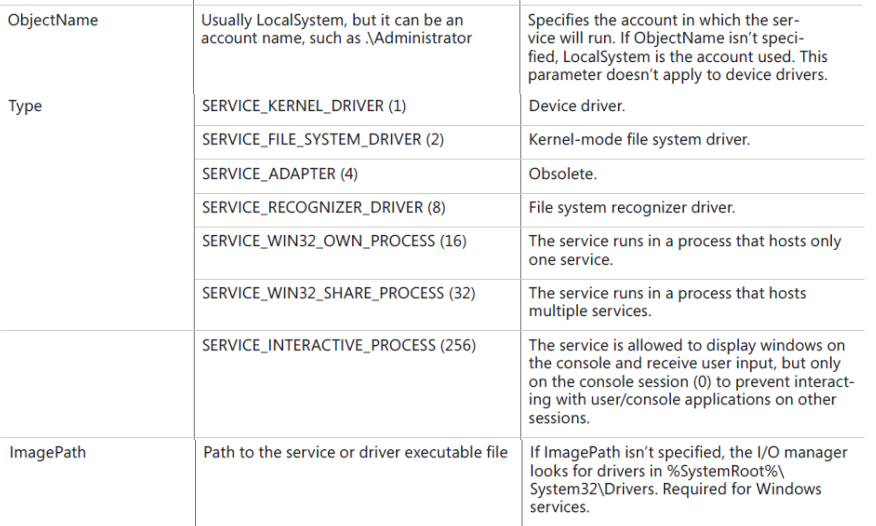 ObjectName
Usually LocalSystem, but it can be an
account name, such as .\Administrator
Specifies the account in which the ser-
vice will run. If ObjectName isn't speci-
fied, LocalSystem is the account used. This
parameter doesn't apply to device drivers.
Type
SERVICE_KERNEL_DRIVER (1)
Device driver.
SERVICE_FILE_SYSTEM_DRIVER (2)
Kernel-mode file system driver.
SERVICE_ADAPTER (4)
Obsolete.
SERVICE_RECOGNIZER_DRIVER (8)
File system recognizer driver.
SERVICE_WIN32_OWN_PROCESS (16)
The service runs in a process that hosts only
one service.
SERVICE_WIN32_SHARE_PROCESS (32)
The service runs in a process that hosts
multiple services.
SERVICE_INTERACTIVE_PROCESS (256)
The service is allowed to display windows on
the console and receive user input, but only
on the console session (0) to prevent interact-
ing with user/console applications on other
sessions.
ImagePath
Path to the service or driver executable file
If ImagePath isn't specified, the I/O manager
looks for drivers in %SystemRoot%\
System32\Drivers. Required for Windows
services.